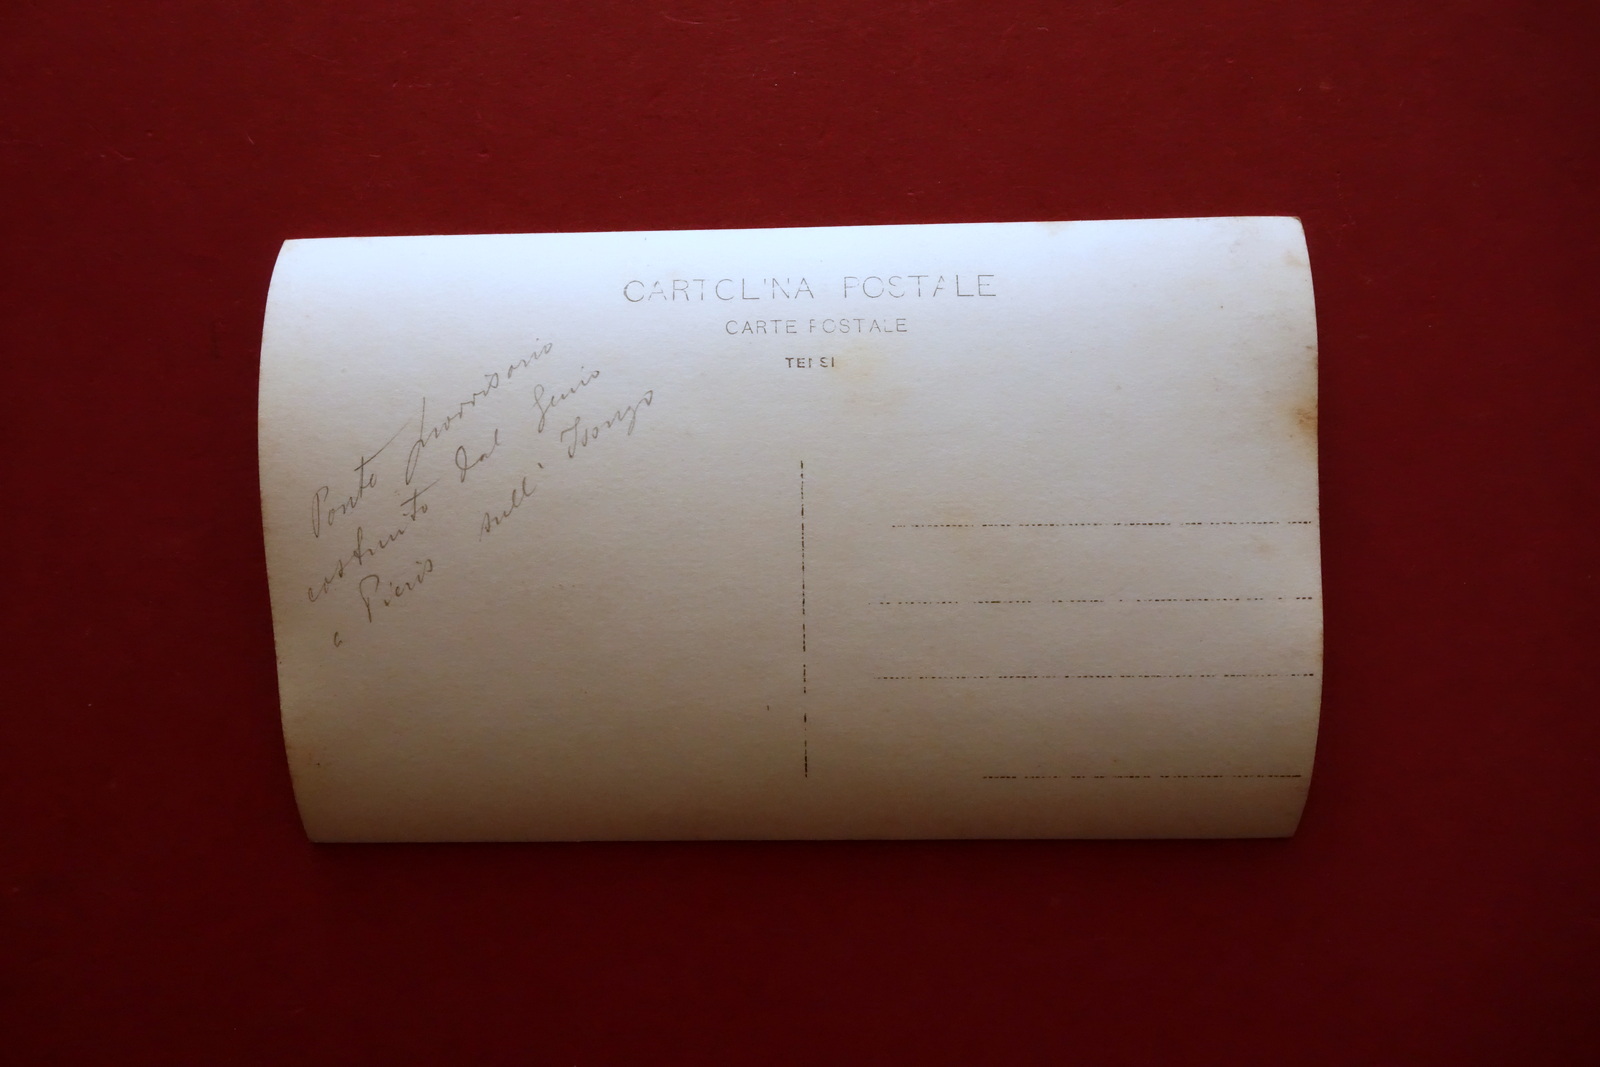 CARTOLINA POSTALE
CARTE POSTALE
TENSI
Ponte provvisorio
costruito dal Genio
a Pieris sull' Isonzo